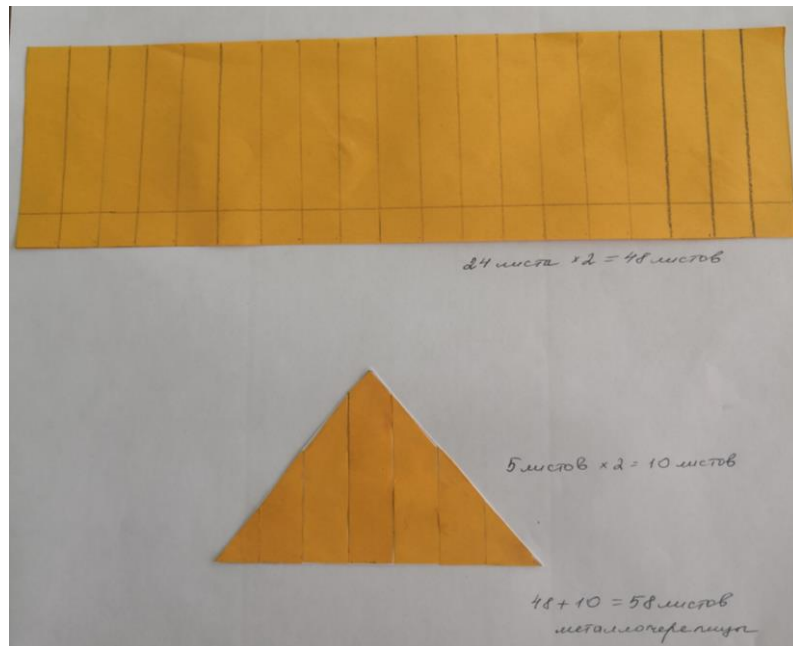 24 листа × 2 = 48 листов
5 листов × 2 = 10 листов
48 + 10 = 58 листов
металлочерепицы